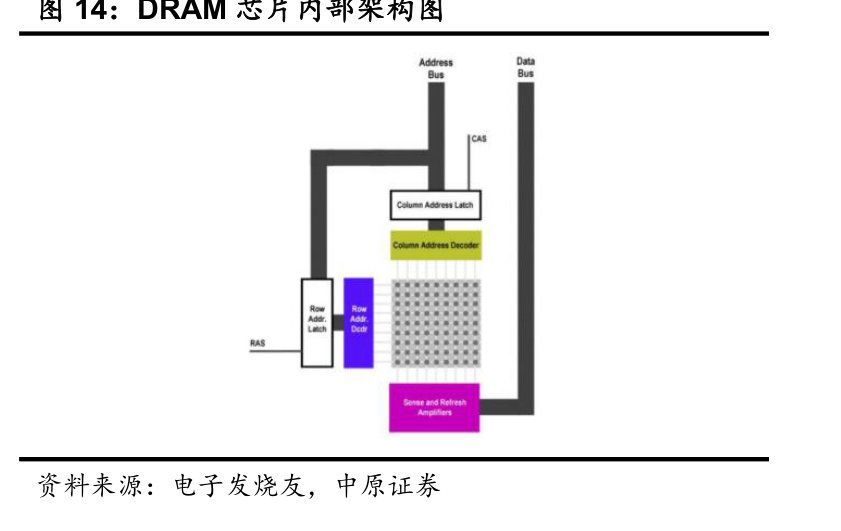 图 14：DRAM 芯片内部架构图
Address
Bus
Data
Bus
CAS
Column Address Latch
Column Address Decoder
Row
Addr.
Latch
Row
Addr.
Dcdr
RAS
Sense and Refresh
Amplifiers
资料来源：电子发烧友，中原证券